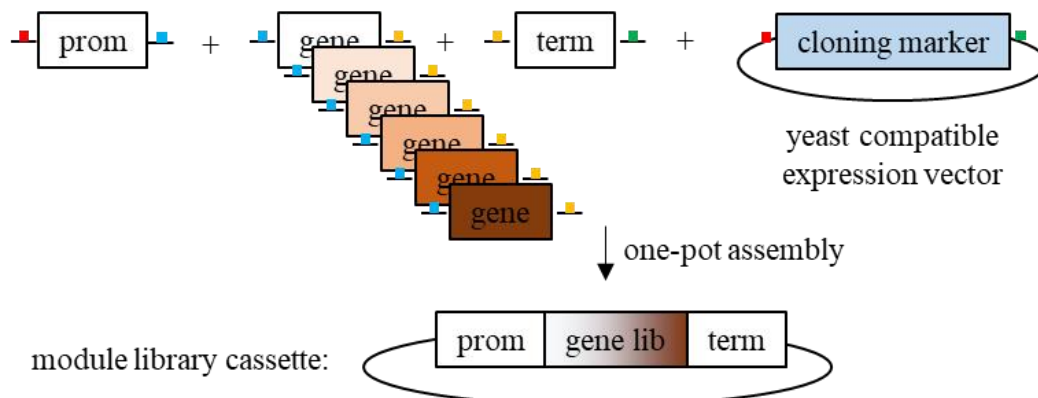 prom + gene + term + cloning marker
gene
gene
gene
gene
gene
yeast compatible
expression vector
one-pot assembly
module library cassette: prom gene lib term